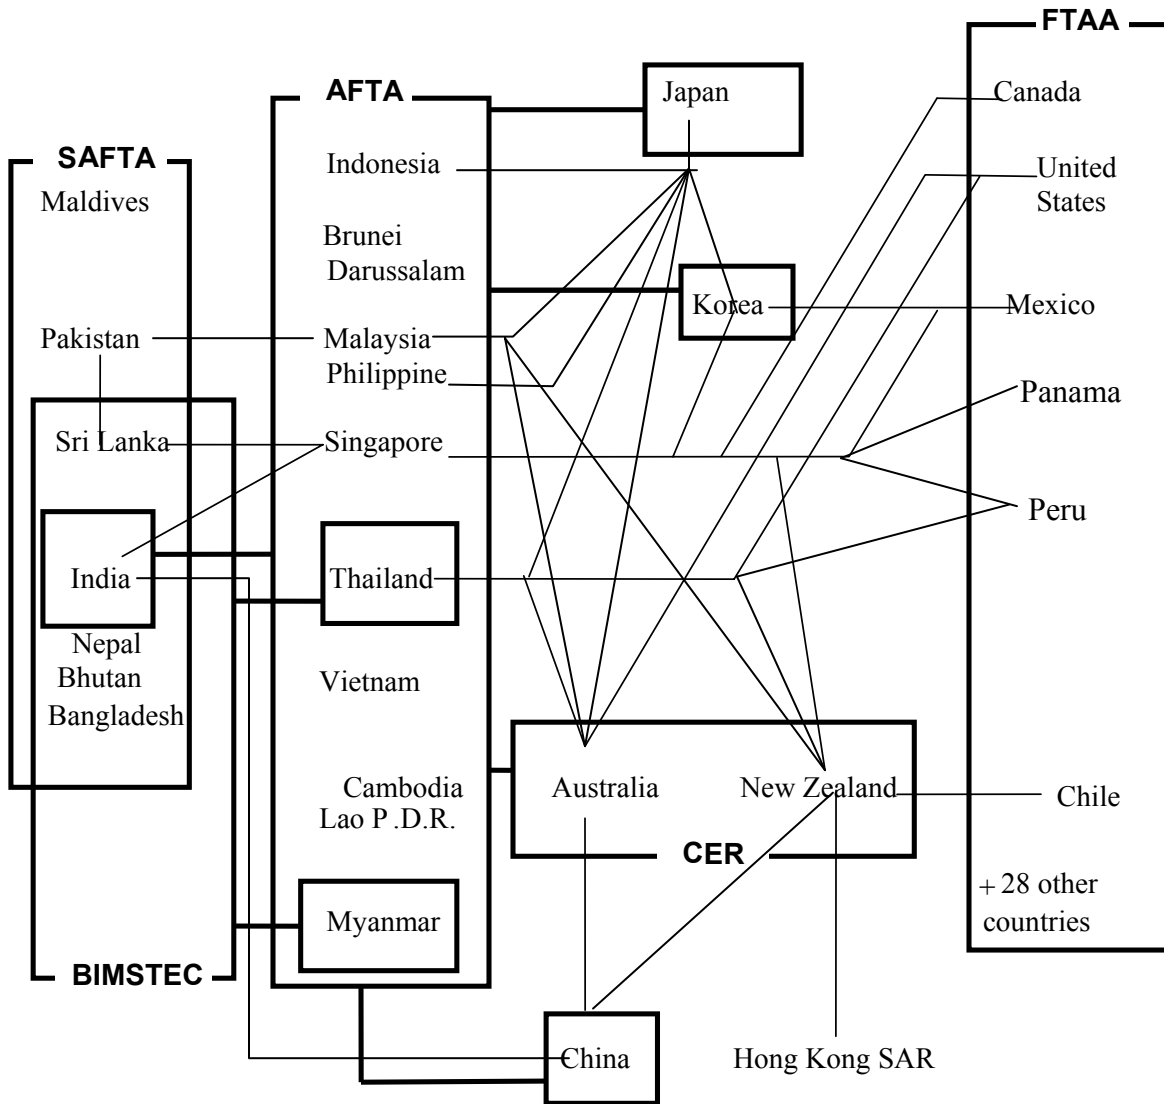 FTAA
AFTA
Japan
Canada
SAFTA
Indonesia
United
States
Maldives
Brunei
Darussalam
Korea
Mexico
Pakistan
Malaysia
Philippine
Panama
Sri Lanka
Singapore
Peru
India
Thailand
Nepal
Bhutan
Bangladesh
Vietnam
Cambodia
Lao P .D.R.
Australia
New Zealand
Chile
CER
+ 28 other
countries
Myanmar
BIMSTEC
China
Hong Kong SAR